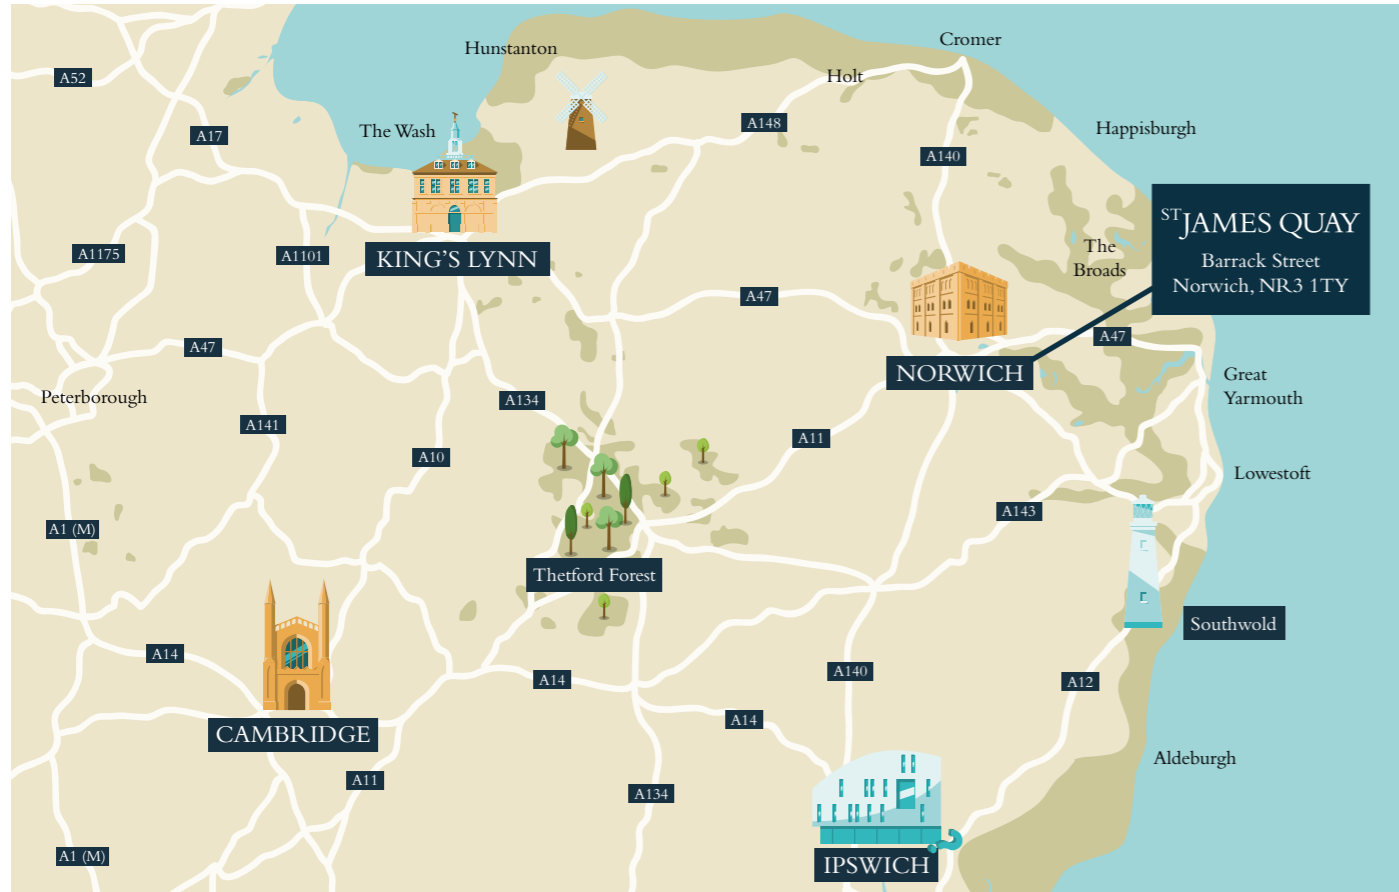 Cromer
Hunstanton
Holt
A52
The Wash
A17
A148
Happisburgh
A140
ST JAMES QUAY
Barrack Street
Norwich, NR3 1TY
The
Broads
A1175
A1101
KING'S LYNN
A47
A47
A47
NORWICH
Great
Yarmouth
Peterborough
A134
A141
A11
A10
Lowestoft
A143
A1 (M)
Thetford Forest
Southwold
A14
A14
A140
A12
A14
CAMBRIDGE
Aldeburgh
A11
A134
A1 (M)
IPSWICH